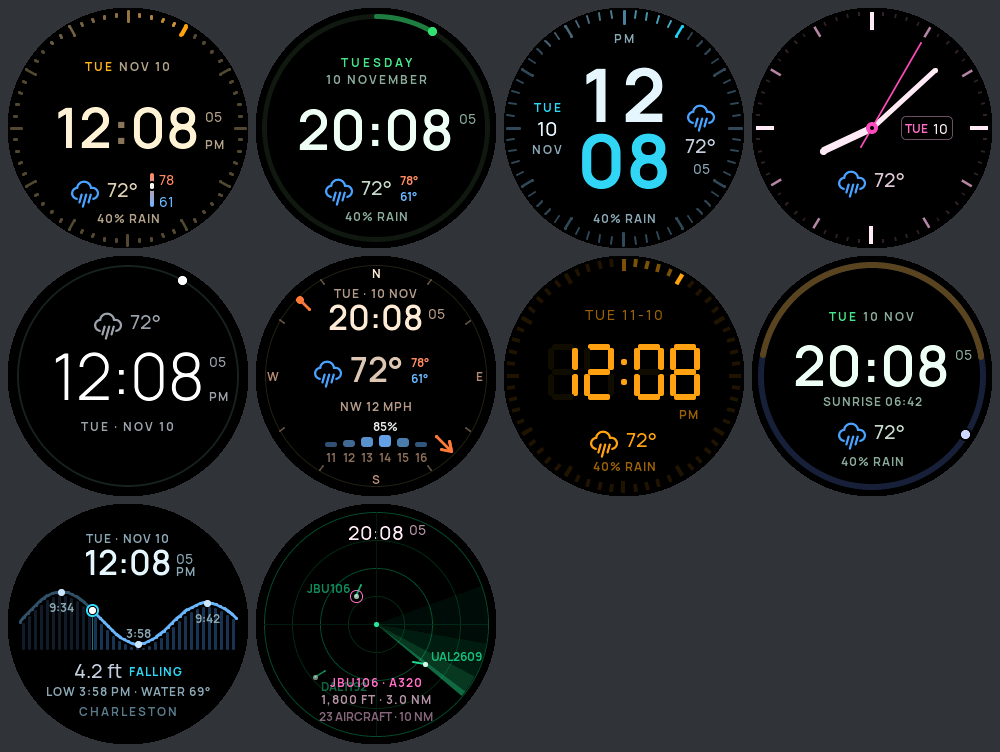 TUE NOV 10
12:08
05
PM
72°
78
61
40% RAIN
TUESDAY
10 NOVEMBER
20:08
05
72°
78°
61°
40% RAIN
PM
12
08
TUE
10
NOV
72°
05
40% RAIN
TUE 10
72°
72°
12:08
05
PM
TUE · NOV 10
N
TUE · 10 NOV
20:08
05
W
E
72°
78°
61°
NW 12 MPH
85%
11 12 13 14 15 16
S
TUE 11-10
12:08
PM
72°
40% RAIN
TUE 10 NOV
20:08
05
SUNRISE 06:42
72°
40% RAIN
TUE · NOV 10
12:08
05
PM
9:34
3:58
9:42
4.2 ft FALLING
LOW 3:58 PM · WATER 69°
CHARLESTON
20:08
05
JBU106
UAL2609
JBU106 · A320
1,800 FT · 3.0 NM
23 AIRCRAFT · 10 NM